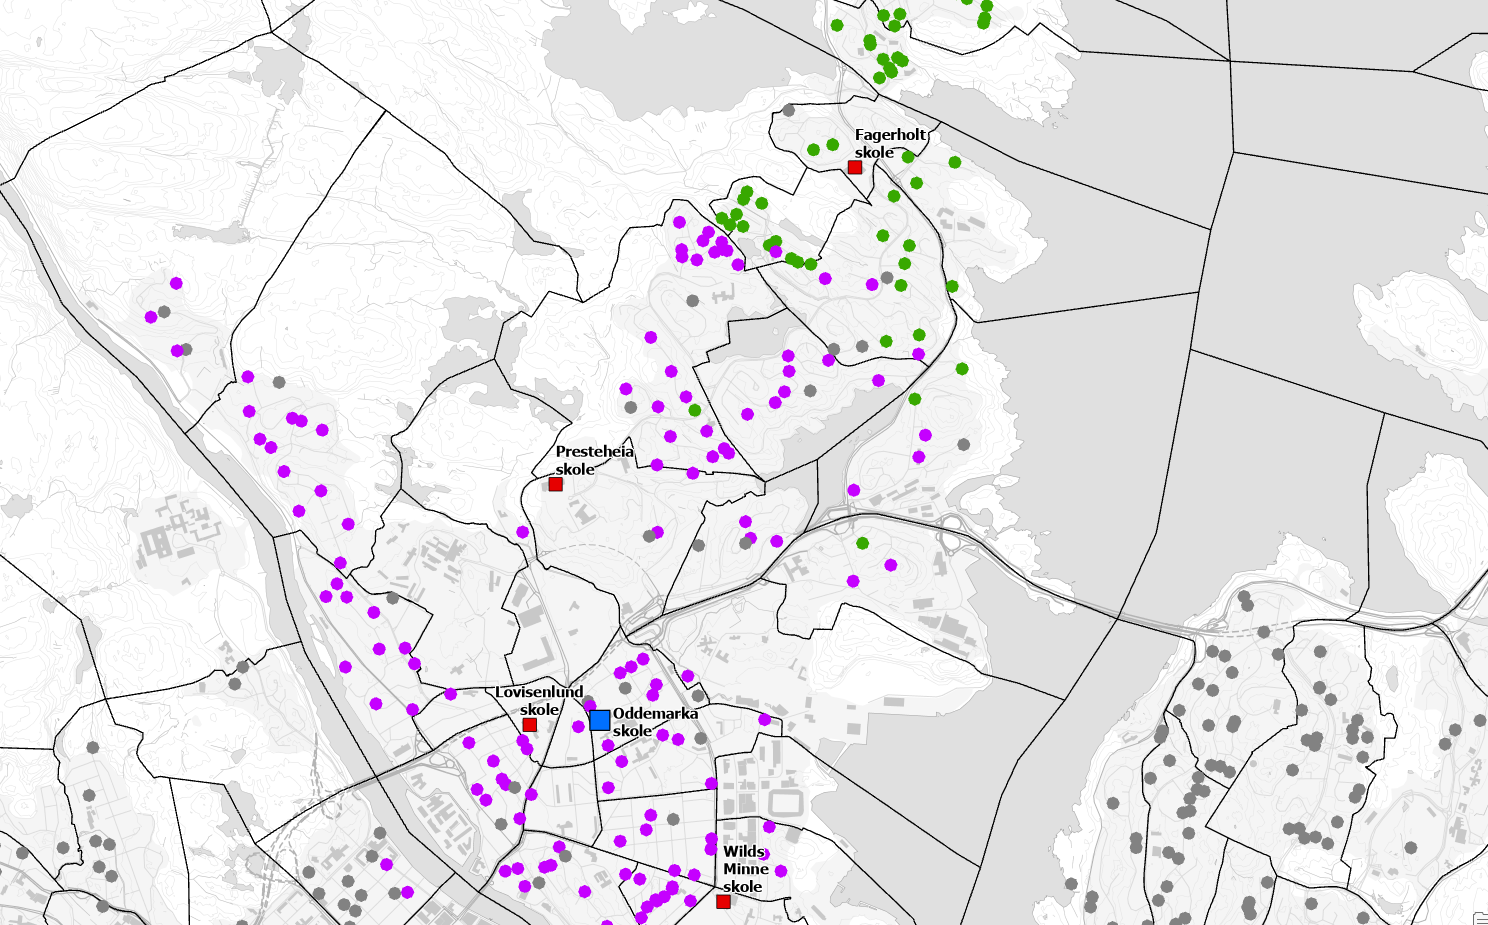 Fagerholt
skole
Presteheia
skole
Lovisenlund
skole
Oddemarka
skole
Wilds
Minne
skole